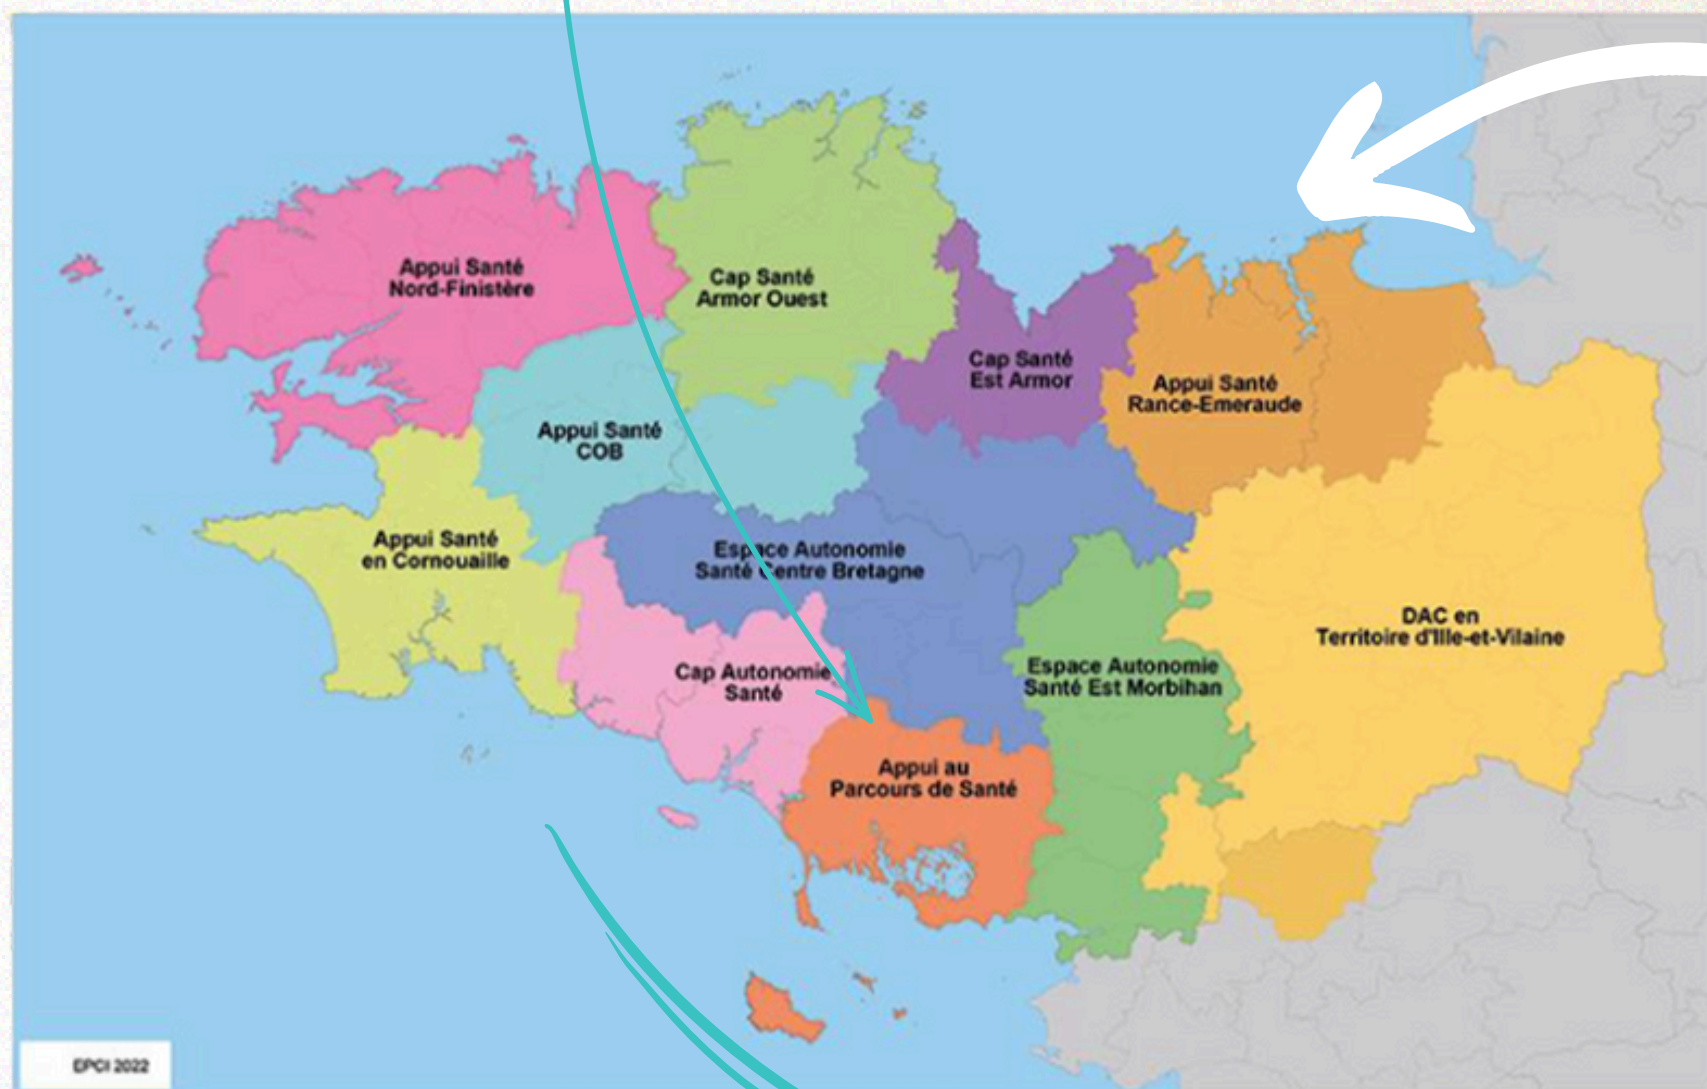 Appui Santé
Nord-Finistère
Cap Santé
Armor Ouest
Cap Santé
Est Armor
Appui Santé
Rance-Emeraude
Appui Santé
COB
Appui Santé
en Cornouaille
Espace Autonomie
Santé Centre Bretagne
DAC en
Territoire d'Ille-et-Vilaine
Cap Autonomie
Santé
Espace Autonomie
Santé Est Morbihan
Appui au
Parcours de Santé
EPCI 2022